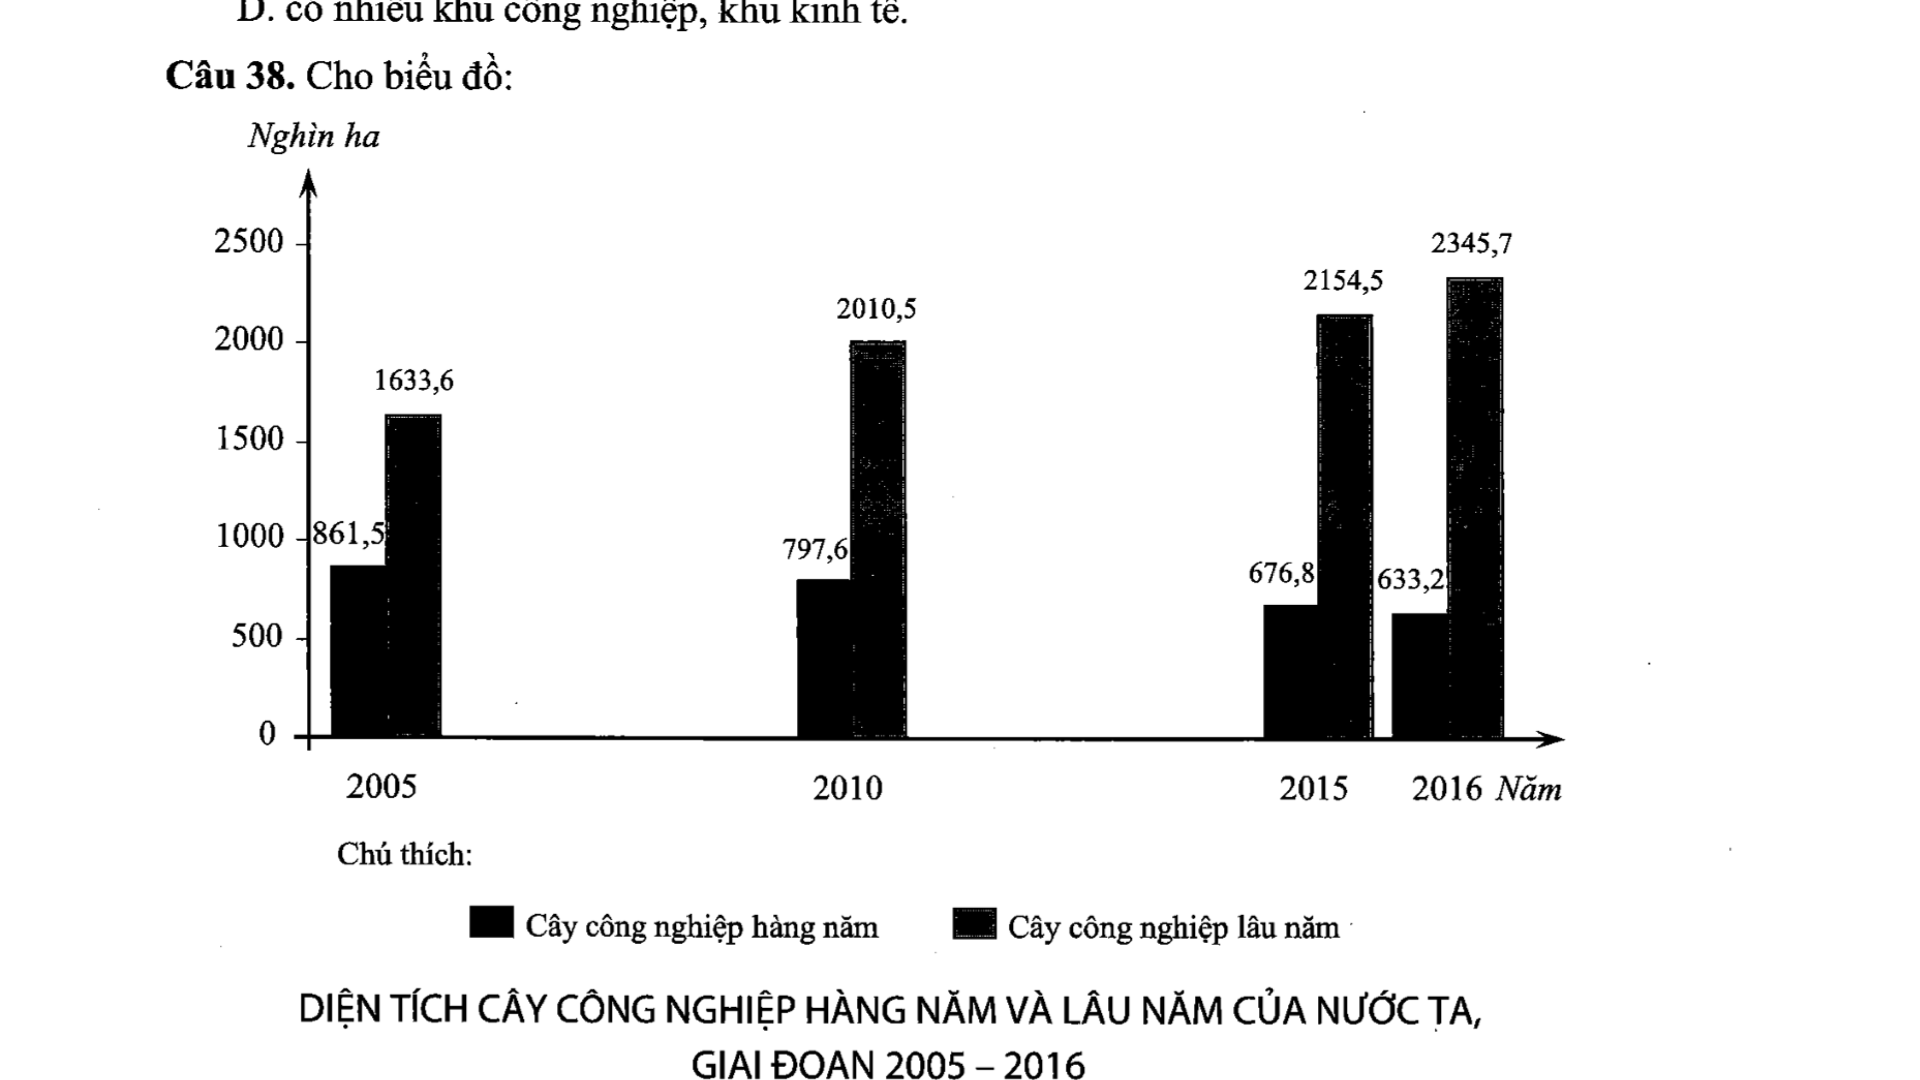 D. có nhiều khu công nghiệp, khu kinh tế.
Câu 38. Cho biểu đồ:
Nghìn ha
2500
2000
1500
1000
500
0
861,5
1633,6
797,6
2010,5
676,8
2154,5
633,2
2345,7
2005
2010
2015
2016
Năm
Chú thích:
Cây công nghiệp hàng năm
Cây công nghiệp lâu năm
DIỆN TÍCH CÂY CÔNG NGHIỆP HÀNG NĂM VÀ LÂU NĂM CỦA NƯỚC TA,
GIAI ĐOẠN 2005 – 2016